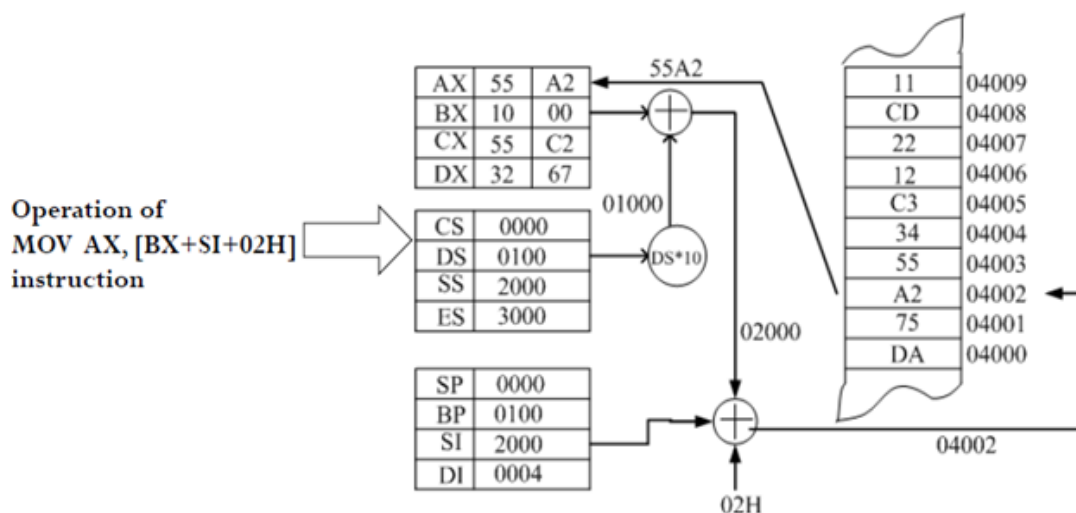 55A2
AX 55 A2
BX 10 00
CX 55 C2
DX 32 67
01000
Operation of
MOV AX, [BX+SI+02H]
instruction
CS 0000
DS 0100
SS 2000
ES 3000
DS*10
02000
SP 0000
BP 0100
SI 2000
DI 0004
02H
04002
11 04009
CD 04008
22 04007
12 04006
C3 04005
34 04004
55 04003
A2 04002
75 04001
DA 04000